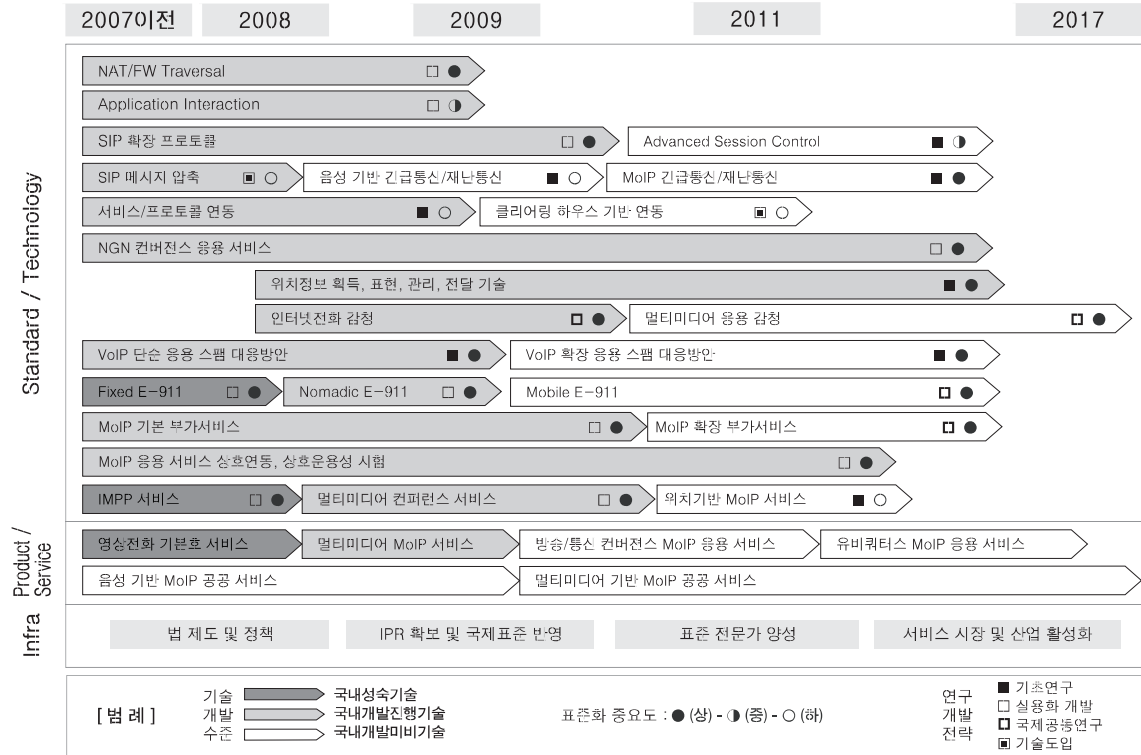 2007이전 2008 2009 2011 2017
Standard / Technology
NAT/FW Traversal
Application Interaction
SIP 확장 프로토콜 Advanced Session Control
SIP 메시지 압축 음성 기반 긴급통신/재난통신 MoIP 긴급통신/재난통신
서비스/프로토콜 연동 클리어링 하우스 기반 연동
NGN 컨버전스 응용 서비스
위치정보 획득, 표현, 관리, 전달 기술
인터넷전화 감청 멀티미디어 응용 감청
VoIP 단순 응용 스팸 대응방안 VoIP 확장 응용 스팸 대응방안
Fixed E-911 Nomadic E-911 Mobile E-911
MoIP 기본 부가서비스 MoIP 확장 부가서비스
MoIP 응용 서비스 상호연동, 상호운용성 시험
IMPP 서비스 멀티미디어 컨퍼런스 서비스 위치기반 MoIP 서비스
Product / Service
영상전화 기본호 서비스 멀티미디어 MoIP 서비스 방송/통신 컨버전스 MoIP 응용 서비스 유비쿼터스 MoIP 응용 서비스
음성 기반 MoIP 공공 서비스 멀티미디어 기반 MoIP 공공 서비스
Infra
법 제도 및 정책 IPR 확보 및 국제표준 반영 표준 전문가 양성 서비스 시장 및 산업 활성화
[범례]
기술 개발 수준
국내성숙기술
국내개발진행기술
국내개발미비기술
표준화 중요도 : ● (상) - ◑ (중) - ○ (하)
연구 개발 전략
■ 기초연구
□ 실용화 개발
국제공동연구
▣ 기술도입